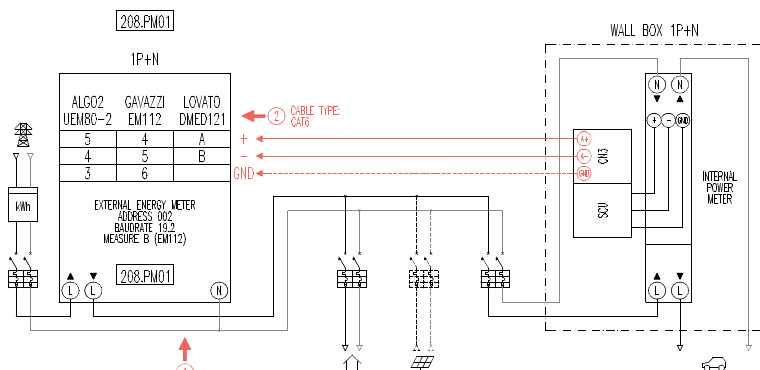 208.PM01
WALL BOX 1P+N
1P+N
ALGO2 GAVAZZI LOVATO
UEM80-2 EM112 DMED121
5 4 A
4 5 B
3 6
2 CABLE TYPE:
CAT6
+
-
GND
A+
A-
GND
CN3
SCU
N N
+ - GND
INTERNAL
POWER
METER
kWh
EXTERNAL ENERGY METER
ADDRESS 002
BAUDRATE 19.2
MEASURE B (EM112)
208.PM01
L L N
L L